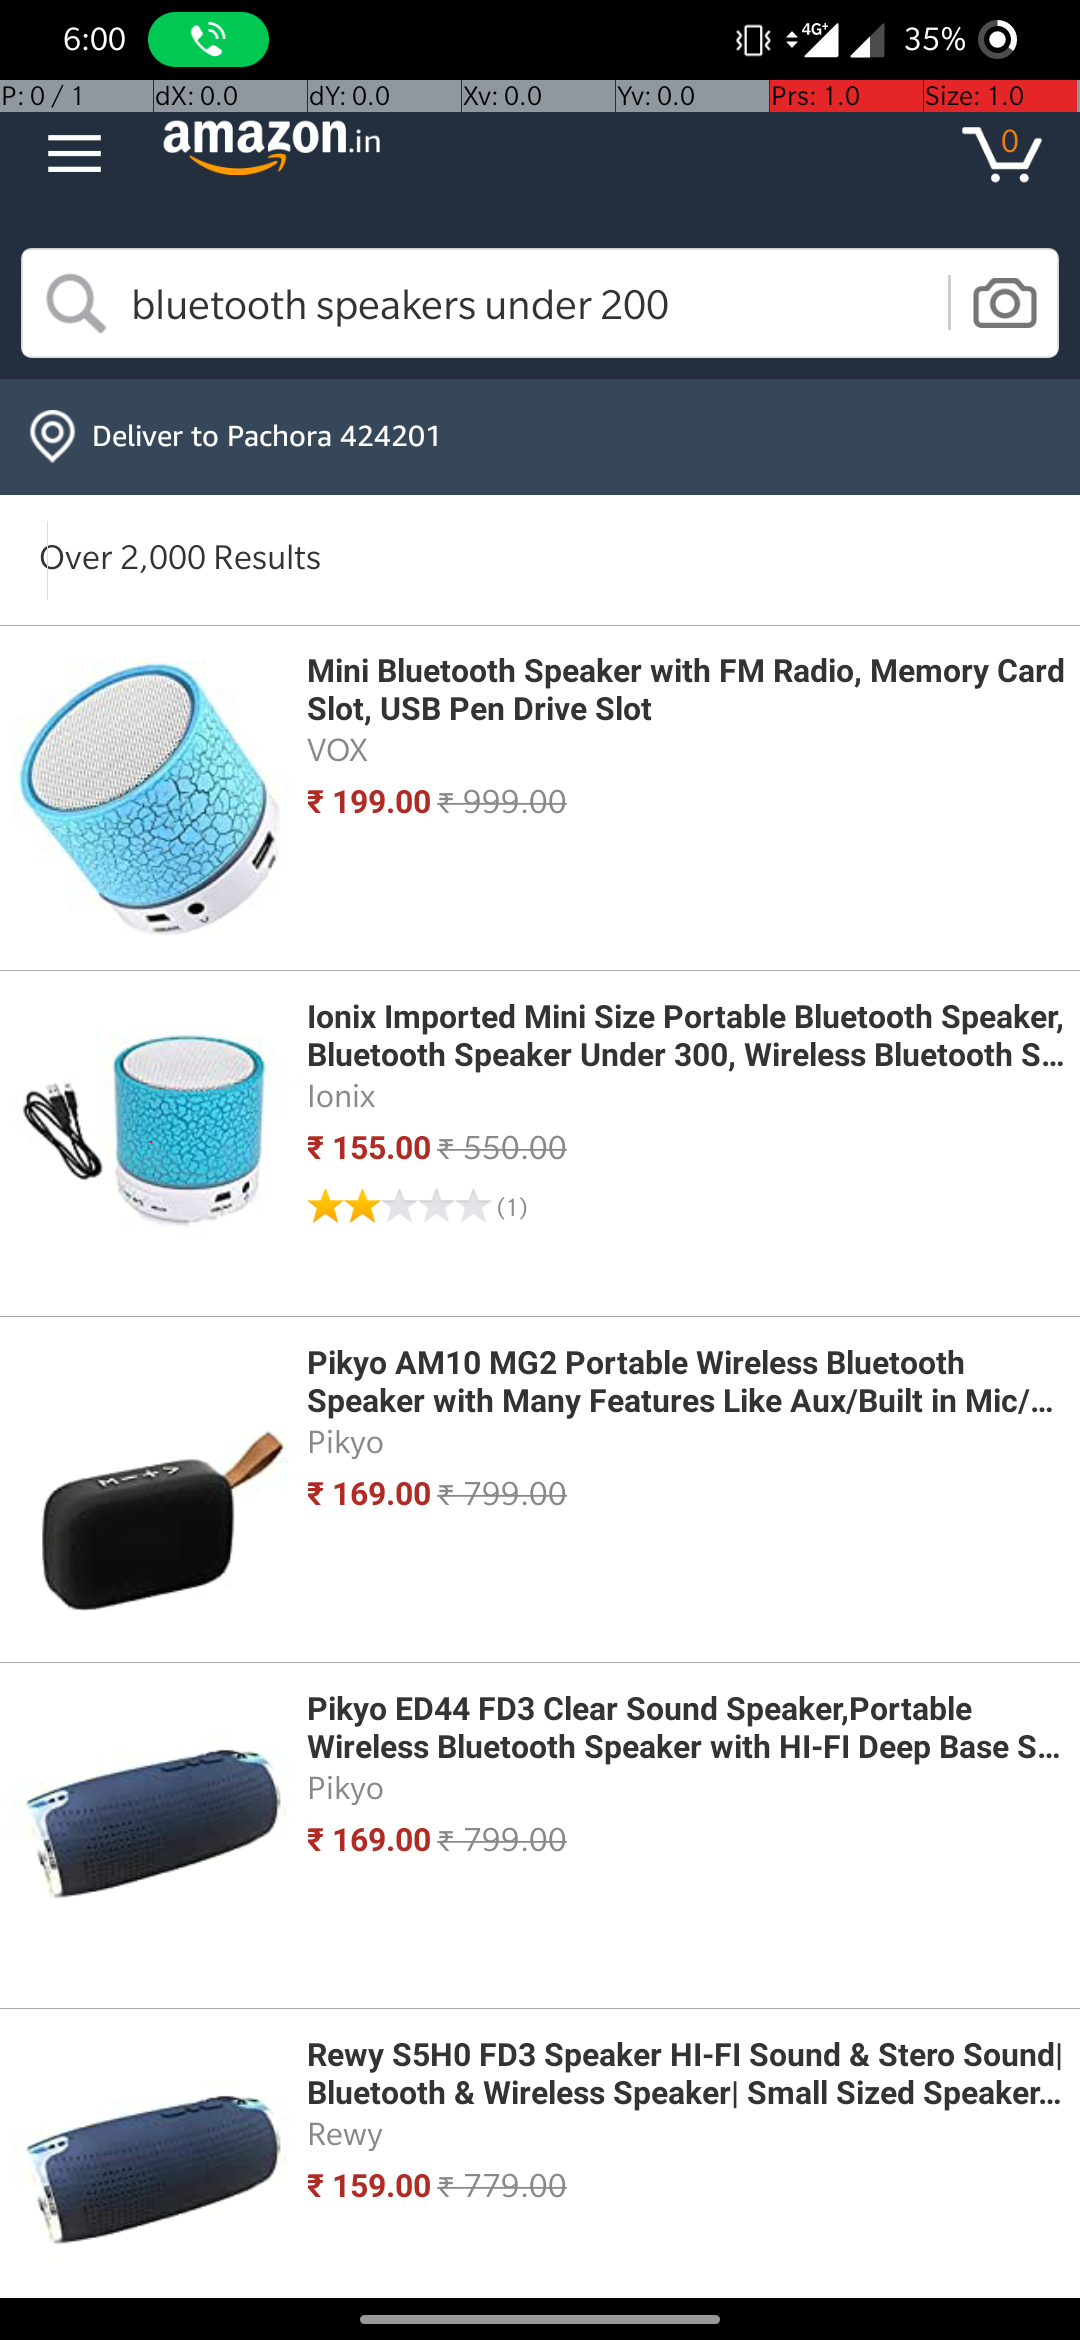 6:00
4G+
35%
P: 0 / 1 dX: 0.0 dY: 0.0 Xv: 0.0 Yv: 0.0 Prs: 1.0 Size: 1.0
amazon.in
0
bluetooth speakers under 200
Deliver to Pachora 424201
Over 2,000 Results
Mini Bluetooth Speaker with FM Radio, Memory Card
Slot, USB Pen Drive Slot
VOX
₹ 199.00 ₹ 999.00
Ionix Imported Mini Size Portable Bluetooth Speaker,
Bluetooth Speaker Under 300, Wireless Bluetooth S...
Ionix
₹ 155.00 ₹ 550.00
(1)
Pikyo AM10 MG2 Portable Wireless Bluetooth
Speaker with Many Features Like Aux/Built in Mic/...
Pikyo
₹ 169.00 ₹ 799.00
Pikyo ED44 FD3 Clear Sound Speaker,Portable
Wireless Bluetooth Speaker with HI-FI Deep Base S...
Pikyo
₹ 169.00 ₹ 799.00
Rewy S5H0 FD3 Speaker HI-FI Sound & Stero Sound|
Bluetooth & Wireless Speaker| Small Sized Speaker...
Rewy
₹ 159.00 ₹ 779.00